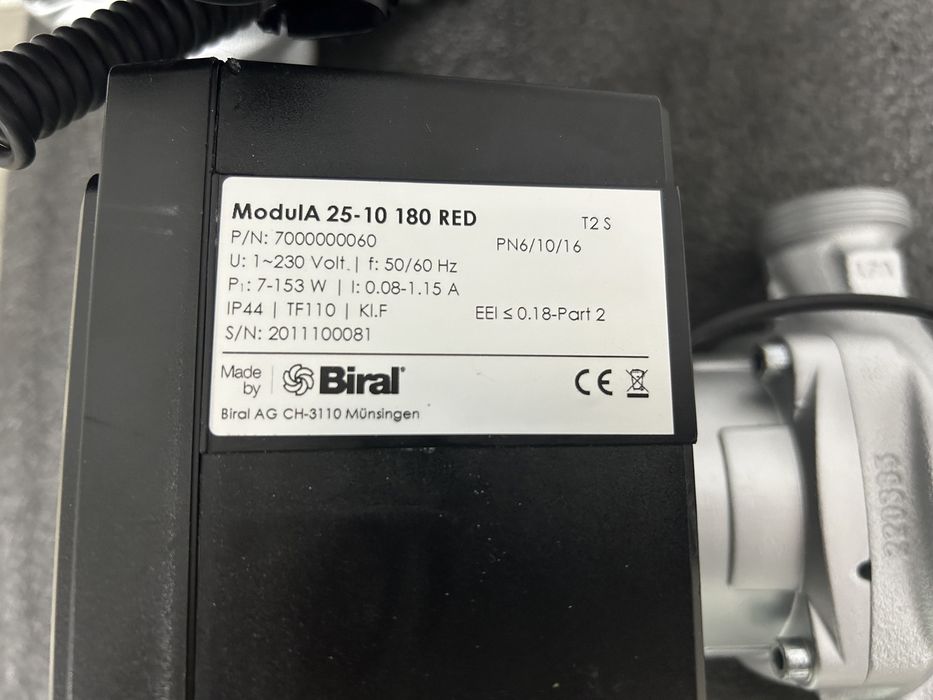 ModulA 25-10 180 RED
T2 S
P/N: 7000000060
PN6/10/16
U: 1~230 Volt. | f: 50/60 Hz
P₁: 7-153 W | I: 0.08-1.15 A
IP44 | TF110 | Kl.F
EEI ≤ 0.18-Part 2
S/N: 2011100081
Made by Biral®
CE
Biral AG CH-3110 Münsingen